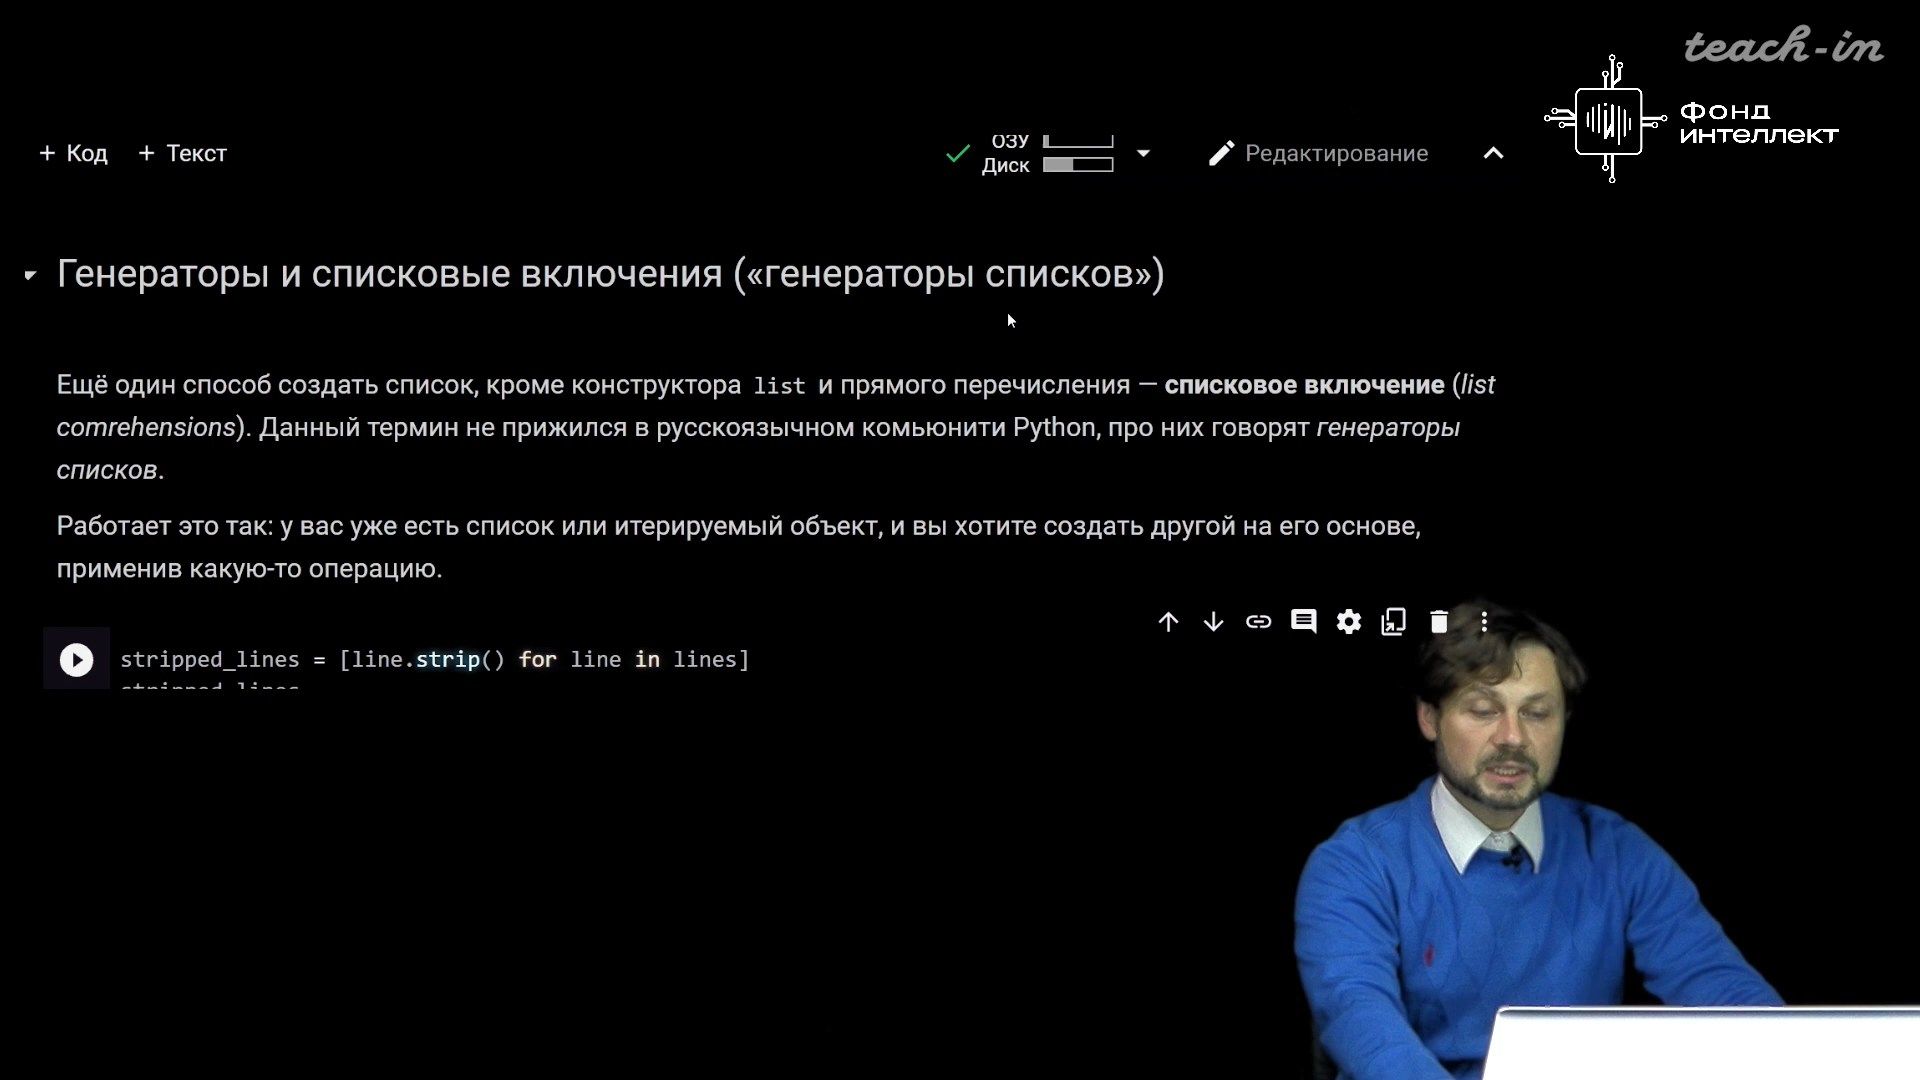 teach-in
Фонд
интеллект
+ Код + Текст
ОЗУ
Диск
Редактирование
Генераторы и списковые включения («генераторы списков»)
Ещё один способ создать список, кроме конструктора list и прямого перечисления — списковое включение (list
comrehensions). Данный термин не прижился в русскоязычном комьюнити Python, про них говорят генераторы
списков.
Работает это так: у вас уже есть список или итерируемый объект, и вы хотите создать другой на его основе,
применив какую-то операцию.
stripped_lines = [line.strip() for line in lines]
stripped_lines